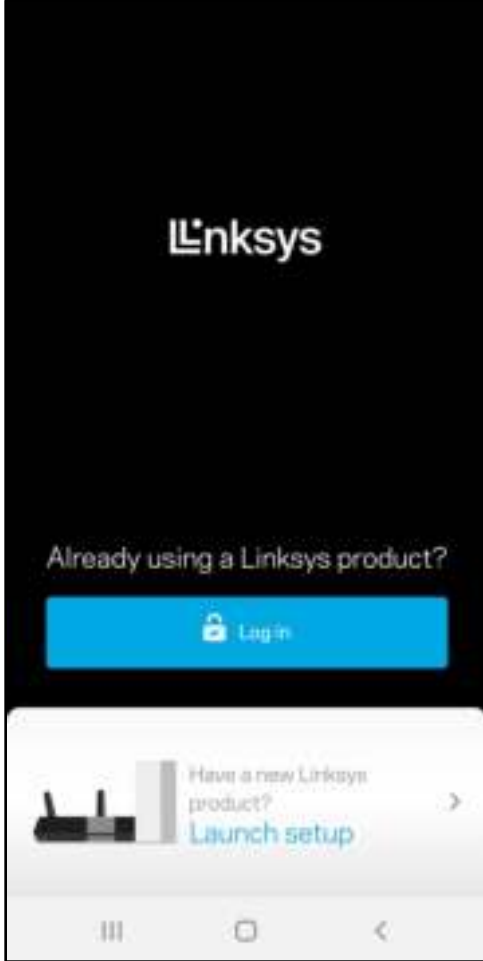 Linksys
Already using a Linksys product?
Log in
Have a new Linksys
product?
Launch setup